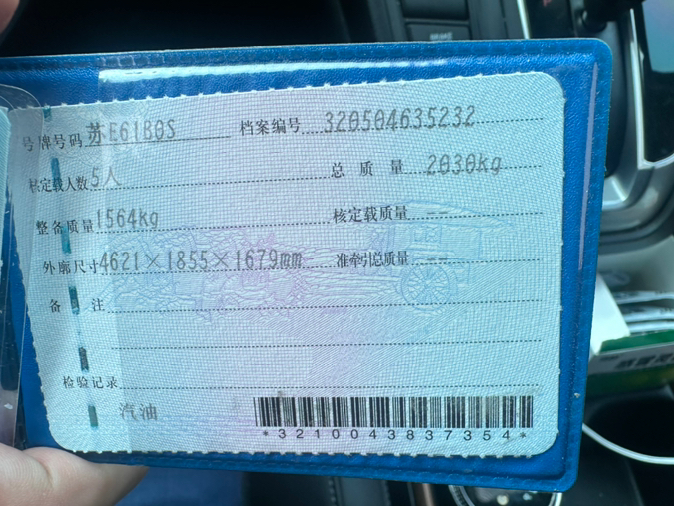 号牌号码 苏E61B0S 档案编号 320504635232
核定载人数 5人 总质量 2030kg
整备质量 1564kg 核定载质量 --
外廓尺寸 4621×1855×1679mm 准牵引总质量 --
备注
检验记录
汽油
*3210043837354*